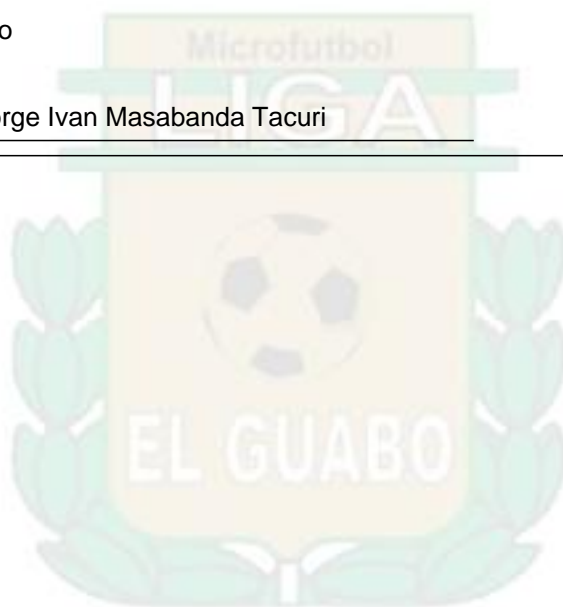 o
Microfutbol
LIGA
orge Ivan Masabanda Tacuri
EL GUABO